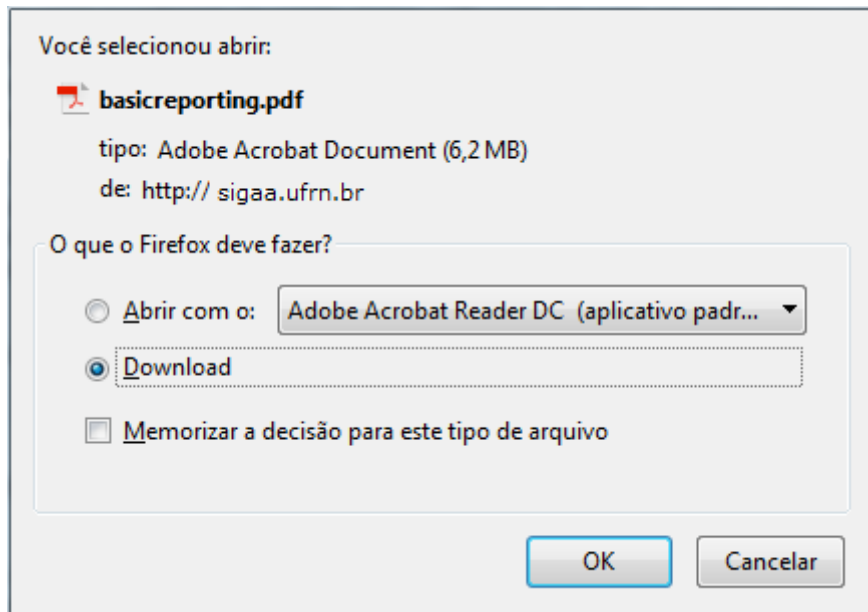 Você selecionou abrir:
basicreporting.pdf
tipo: Adobe Acrobat Document (6,2 MB)
de: http:// sigaa.ufrn.br
O que o Firefox deve fazer?
Abrir com o: Adobe Acrobat Reader DC (aplicativo padr...
Download
Memorizar a decisão para este tipo de arquivo
OK Cancelar